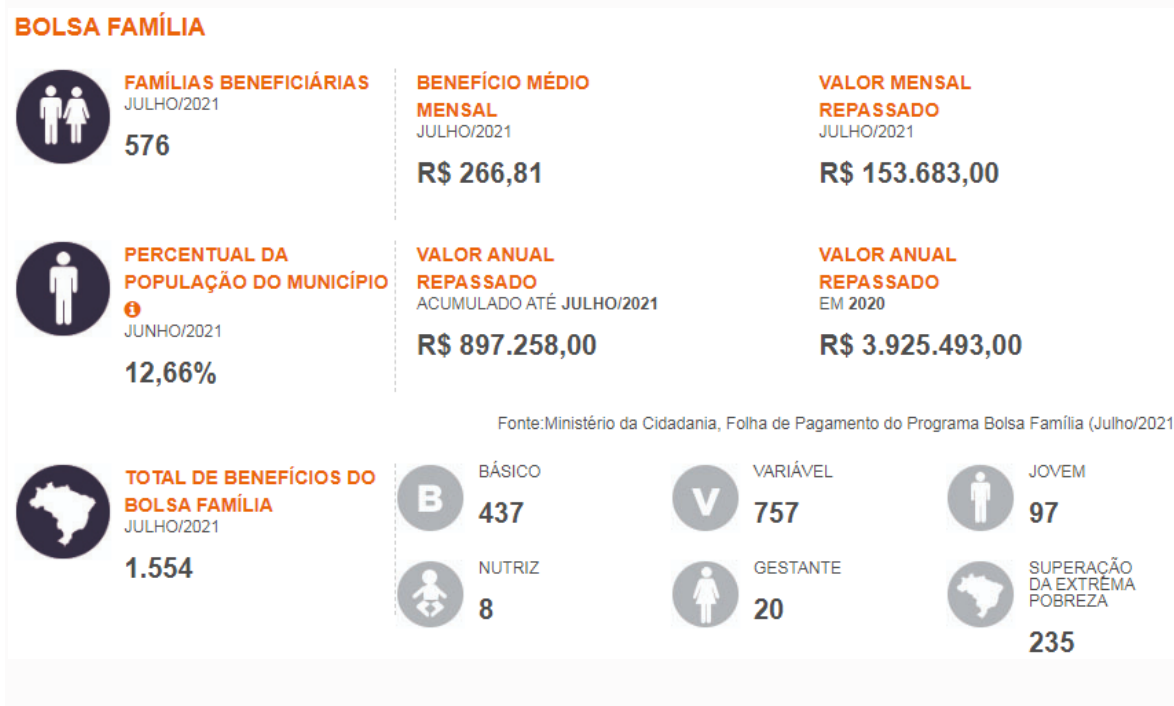 BOLSA FAMÍLIA
FAMÍLIAS BENEFICIÁRIAS
JULHO/2021
576
BENEFÍCIO MÉDIO
MENSAL
JULHO/2021
R$ 266,81
VALOR MENSAL
REPASSADO
JULHO/2021
R$ 153.683,00
PERCENTUAL DA
POPULAÇÃO DO MUNICÍPIO
i
JUNHO/2021
12,66%
VALOR ANUAL
REPASSADO
ACUMULADO ATÉ JULHO/2021
R$ 897.258,00
VALOR ANUAL
REPASSADO
EM 2020
R$ 3.925.493,00
Fonte:Ministério da Cidadania, Folha de Pagamento do Programa Bolsa Família (Julho/2021
TOTAL DE BENEFÍCIOS DO
BOLSA FAMÍLIA
JULHO/2021
1.554
B
BÁSICO
437
V
VARIÁVEL
757
JOVEM
97
NUTRIZ
8
GESTANTE
20
SUPERAÇÃO
DA EXTREMA
POBREZA
235